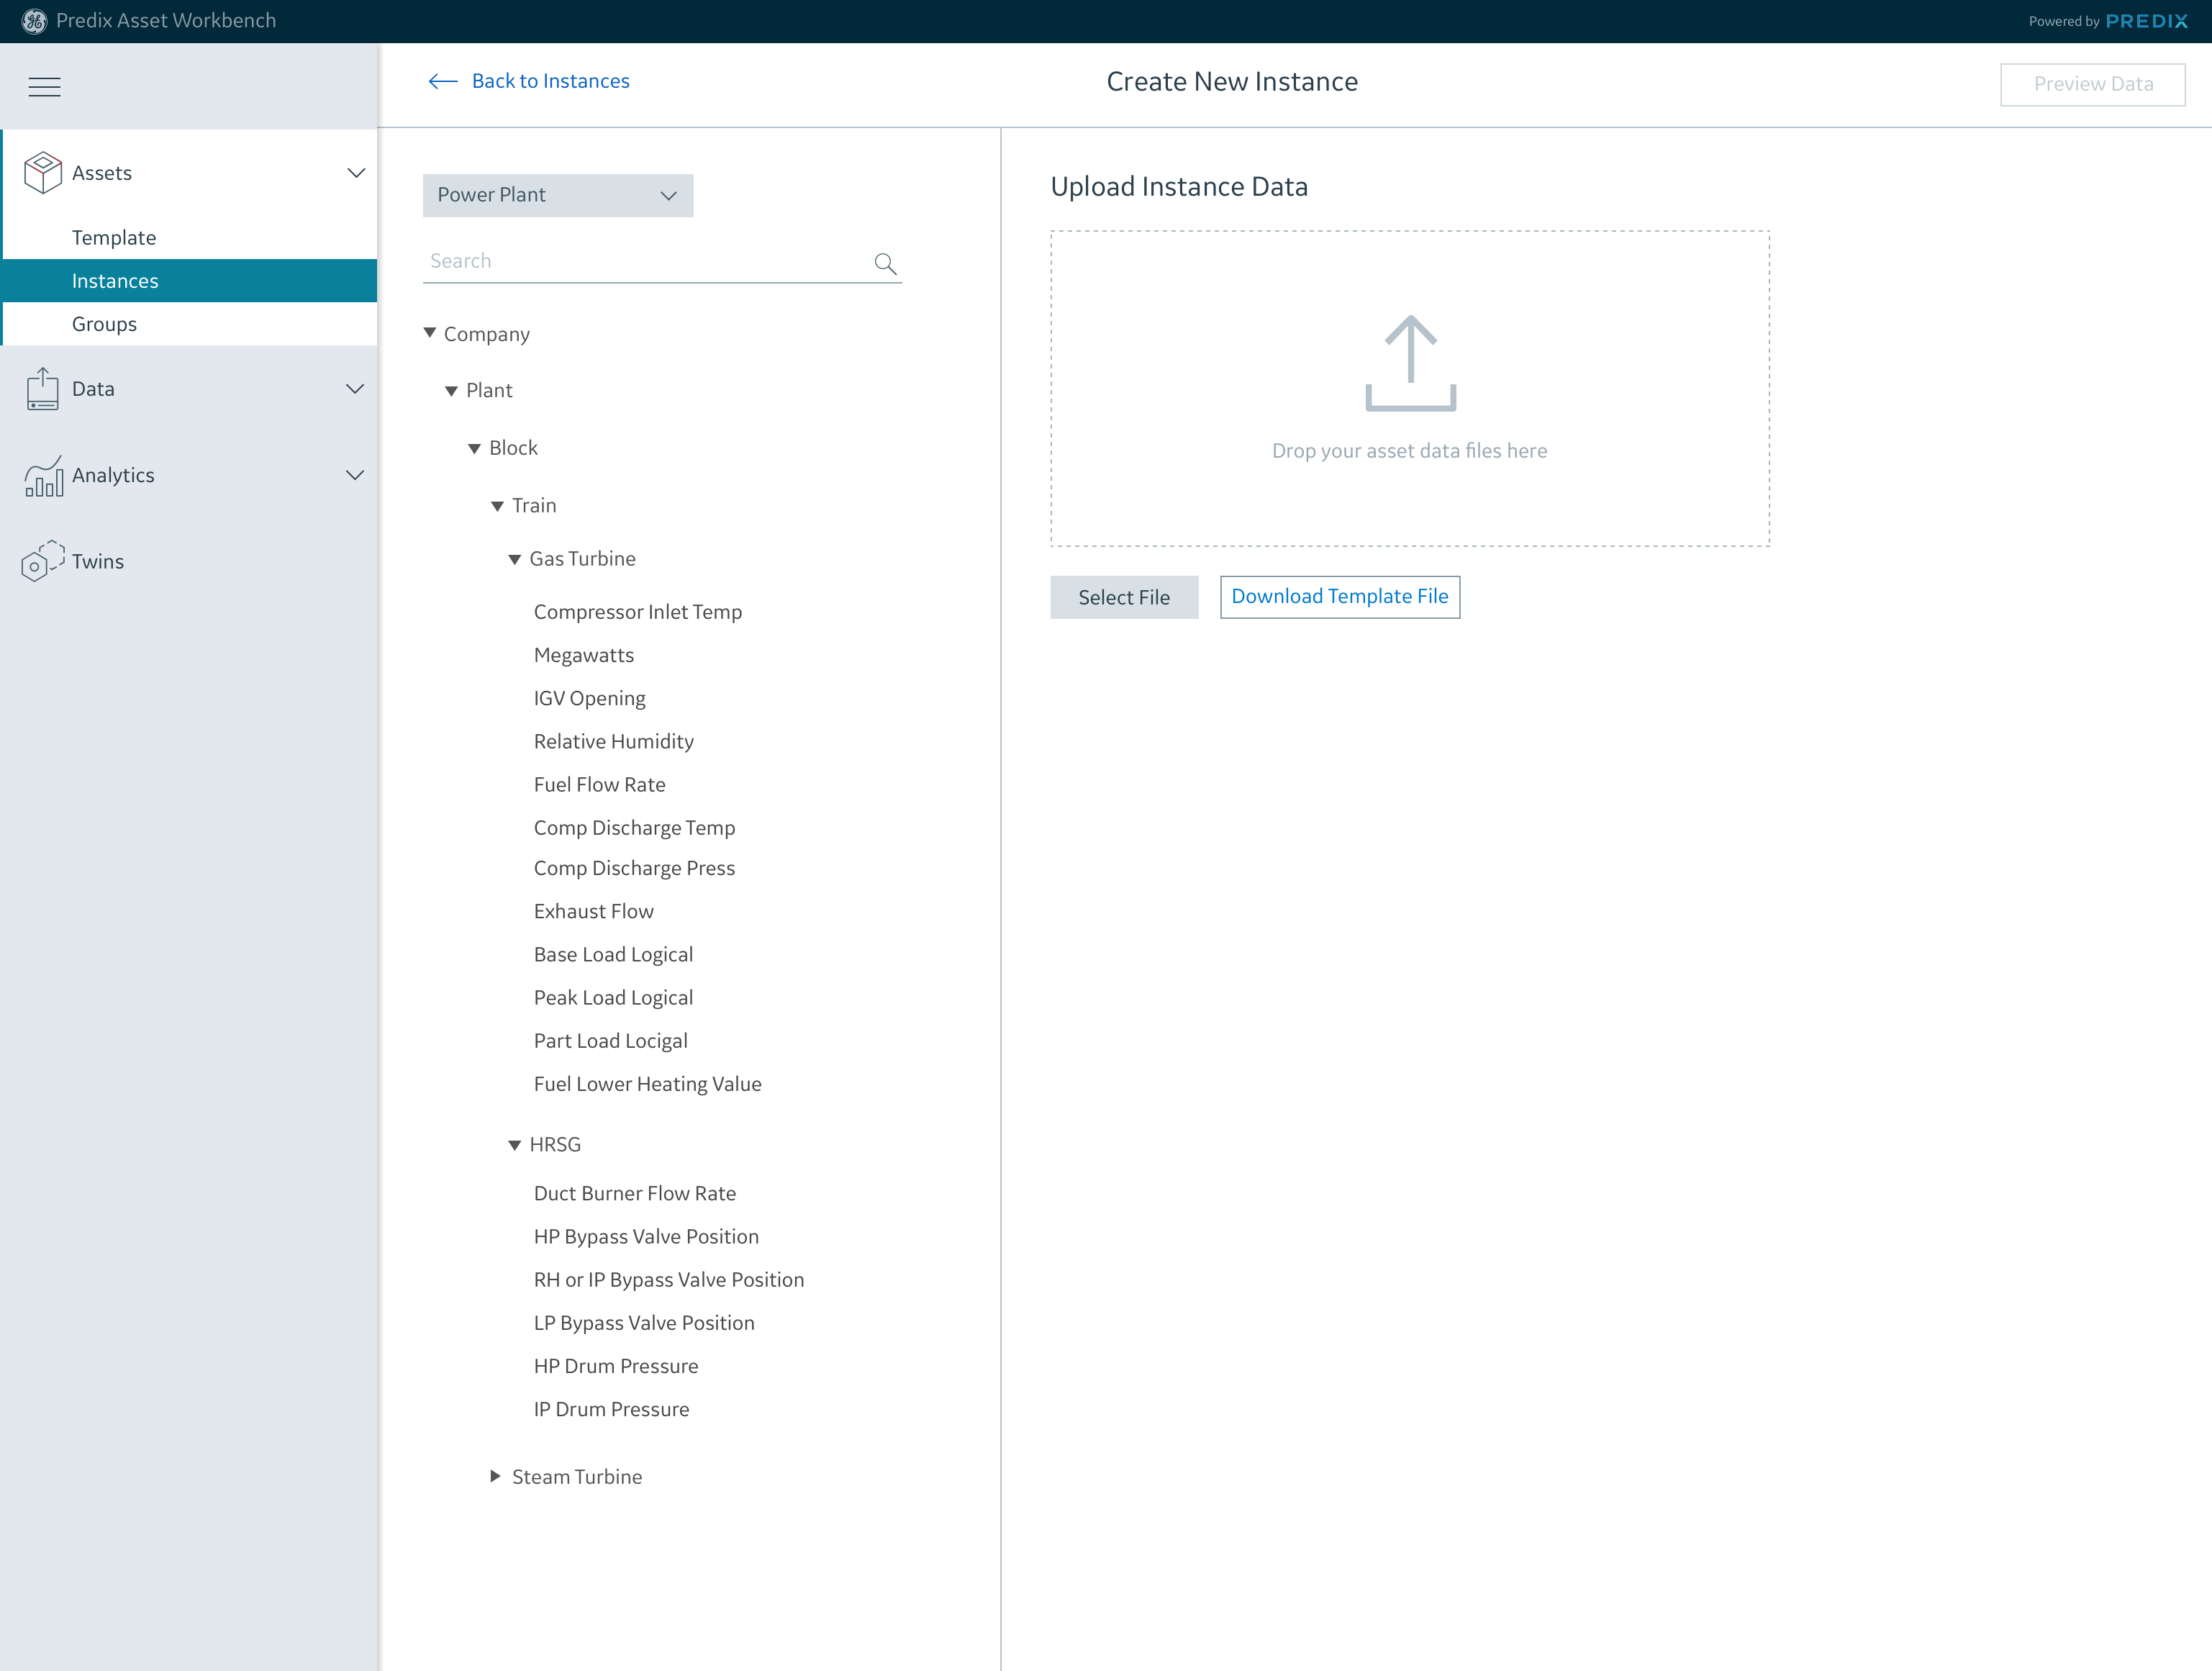 Predix Asset Workbench
Powered by PREDIX
Back to Instances
Create New Instance
Preview Data
Assets
Template
Instances
Groups
Data
Analytics
Twins
Power Plant
Search
Company
Plant
Block
Train
Gas Turbine
Compressor Inlet Temp
Megawatts
IGV Opening
Relative Humidity
Fuel Flow Rate
Comp Discharge Temp
Comp Discharge Press
Exhaust Flow
Base Load Logical
Peak Load Logical
Part Load Locigal
Fuel Lower Heating Value
HRSG
Duct Burner Flow Rate
HP Bypass Valve Position
RH or IP Bypass Valve Position
LP Bypass Valve Position
HP Drum Pressure
IP Drum Pressure
Steam Turbine
Upload Instance Data
Drop your asset data files here
Select File
Download Template File